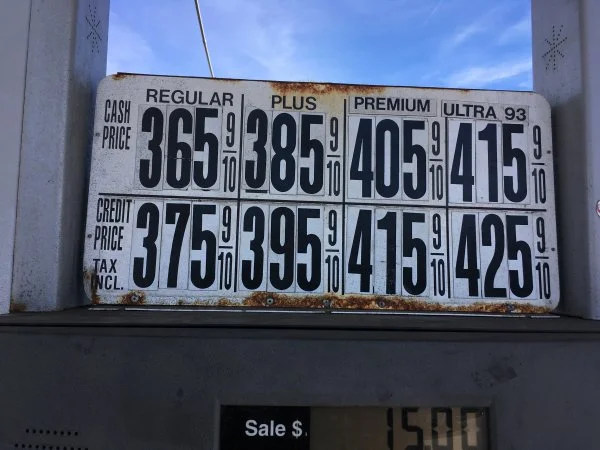 REGULAR PLUS PREMIUM ULTRA 93
CASH PRICE 365 9/10 385 9/10 405 9/10 415 9/10
CREDIT PRICE TAX INCL. 375 9/10 395 9/10 415 9/10 425 9/10
Sale $ 15.00